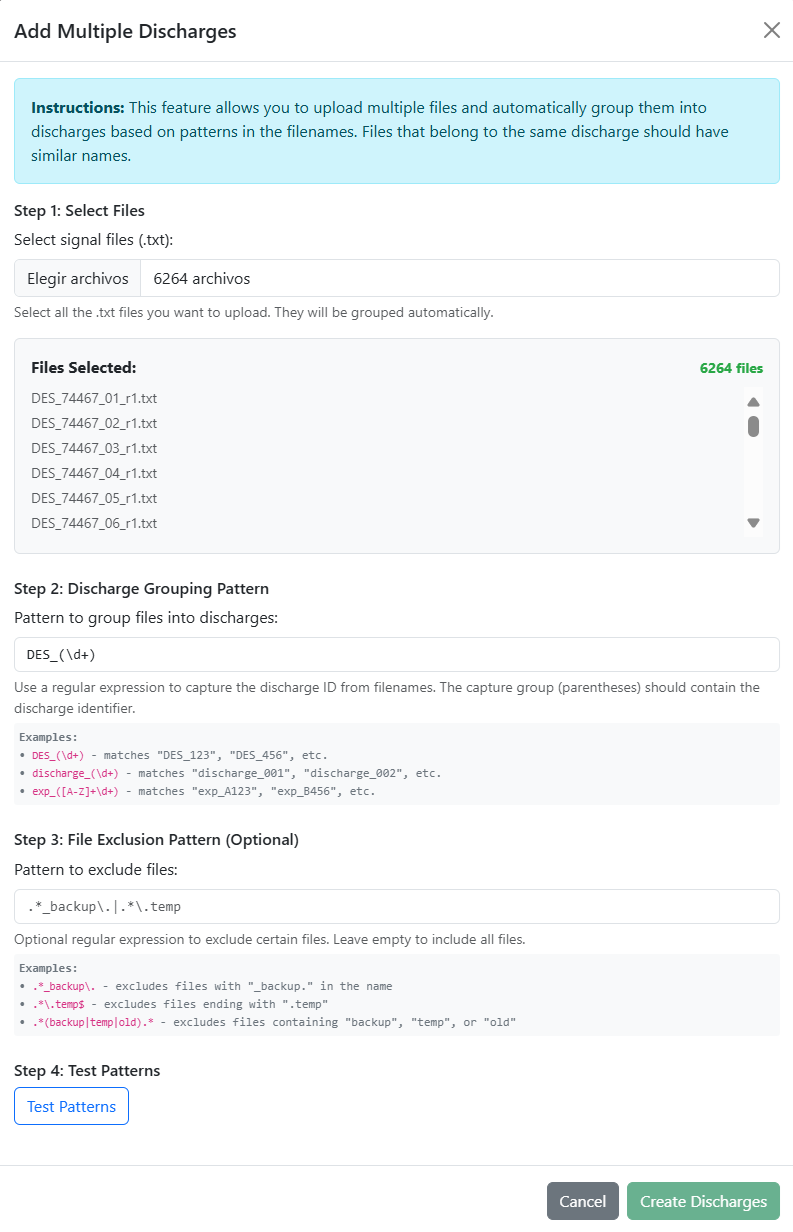 Add Multiple Discharges
Instructions: This feature allows you to upload multiple files and automatically group them into
discharges based on patterns in the filenames. Files that belong to the same discharge should have
similar names.
Step 1: Select Files
Select signal files (.txt):
Elegir archivos 6264 archivos
Select all the .txt files you want to upload. They will be grouped automatically.
Files Selected: 6264 files
DES_74467_01_r1.txt
DES_74467_02_r1.txt
DES_74467_03_r1.txt
DES_74467_04_r1.txt
DES_74467_05_r1.txt
DES_74467_06_r1.txt
Step 2: Discharge Grouping Pattern
Pattern to group files into discharges:
DES_(\d+)
Use a regular expression to capture the discharge ID from filenames. The capture group (parentheses) should contain the
discharge identifier.
Examples:
• DES_(\d+) - matches "DES_123", "DES_456", etc.
• discharge_(\d+) - matches "discharge_001", "discharge_002", etc.
• exp_([A-Z]+\d+) - matches "exp_A123", "exp_B456", etc.
Step 3: File Exclusion Pattern (Optional)
Pattern to exclude files:
.*_backup\.|.*\.temp
Optional regular expression to exclude certain files. Leave empty to include all files.
Examples:
• .*_backup\. - excludes files with "_backup." in the name
• .*\.temp$ - excludes files ending with ".temp"
• .*(backup|temp|old).* - excludes files containing "backup", "temp", or "old"
Step 4: Test Patterns
Test Patterns
Cancel Create Discharges